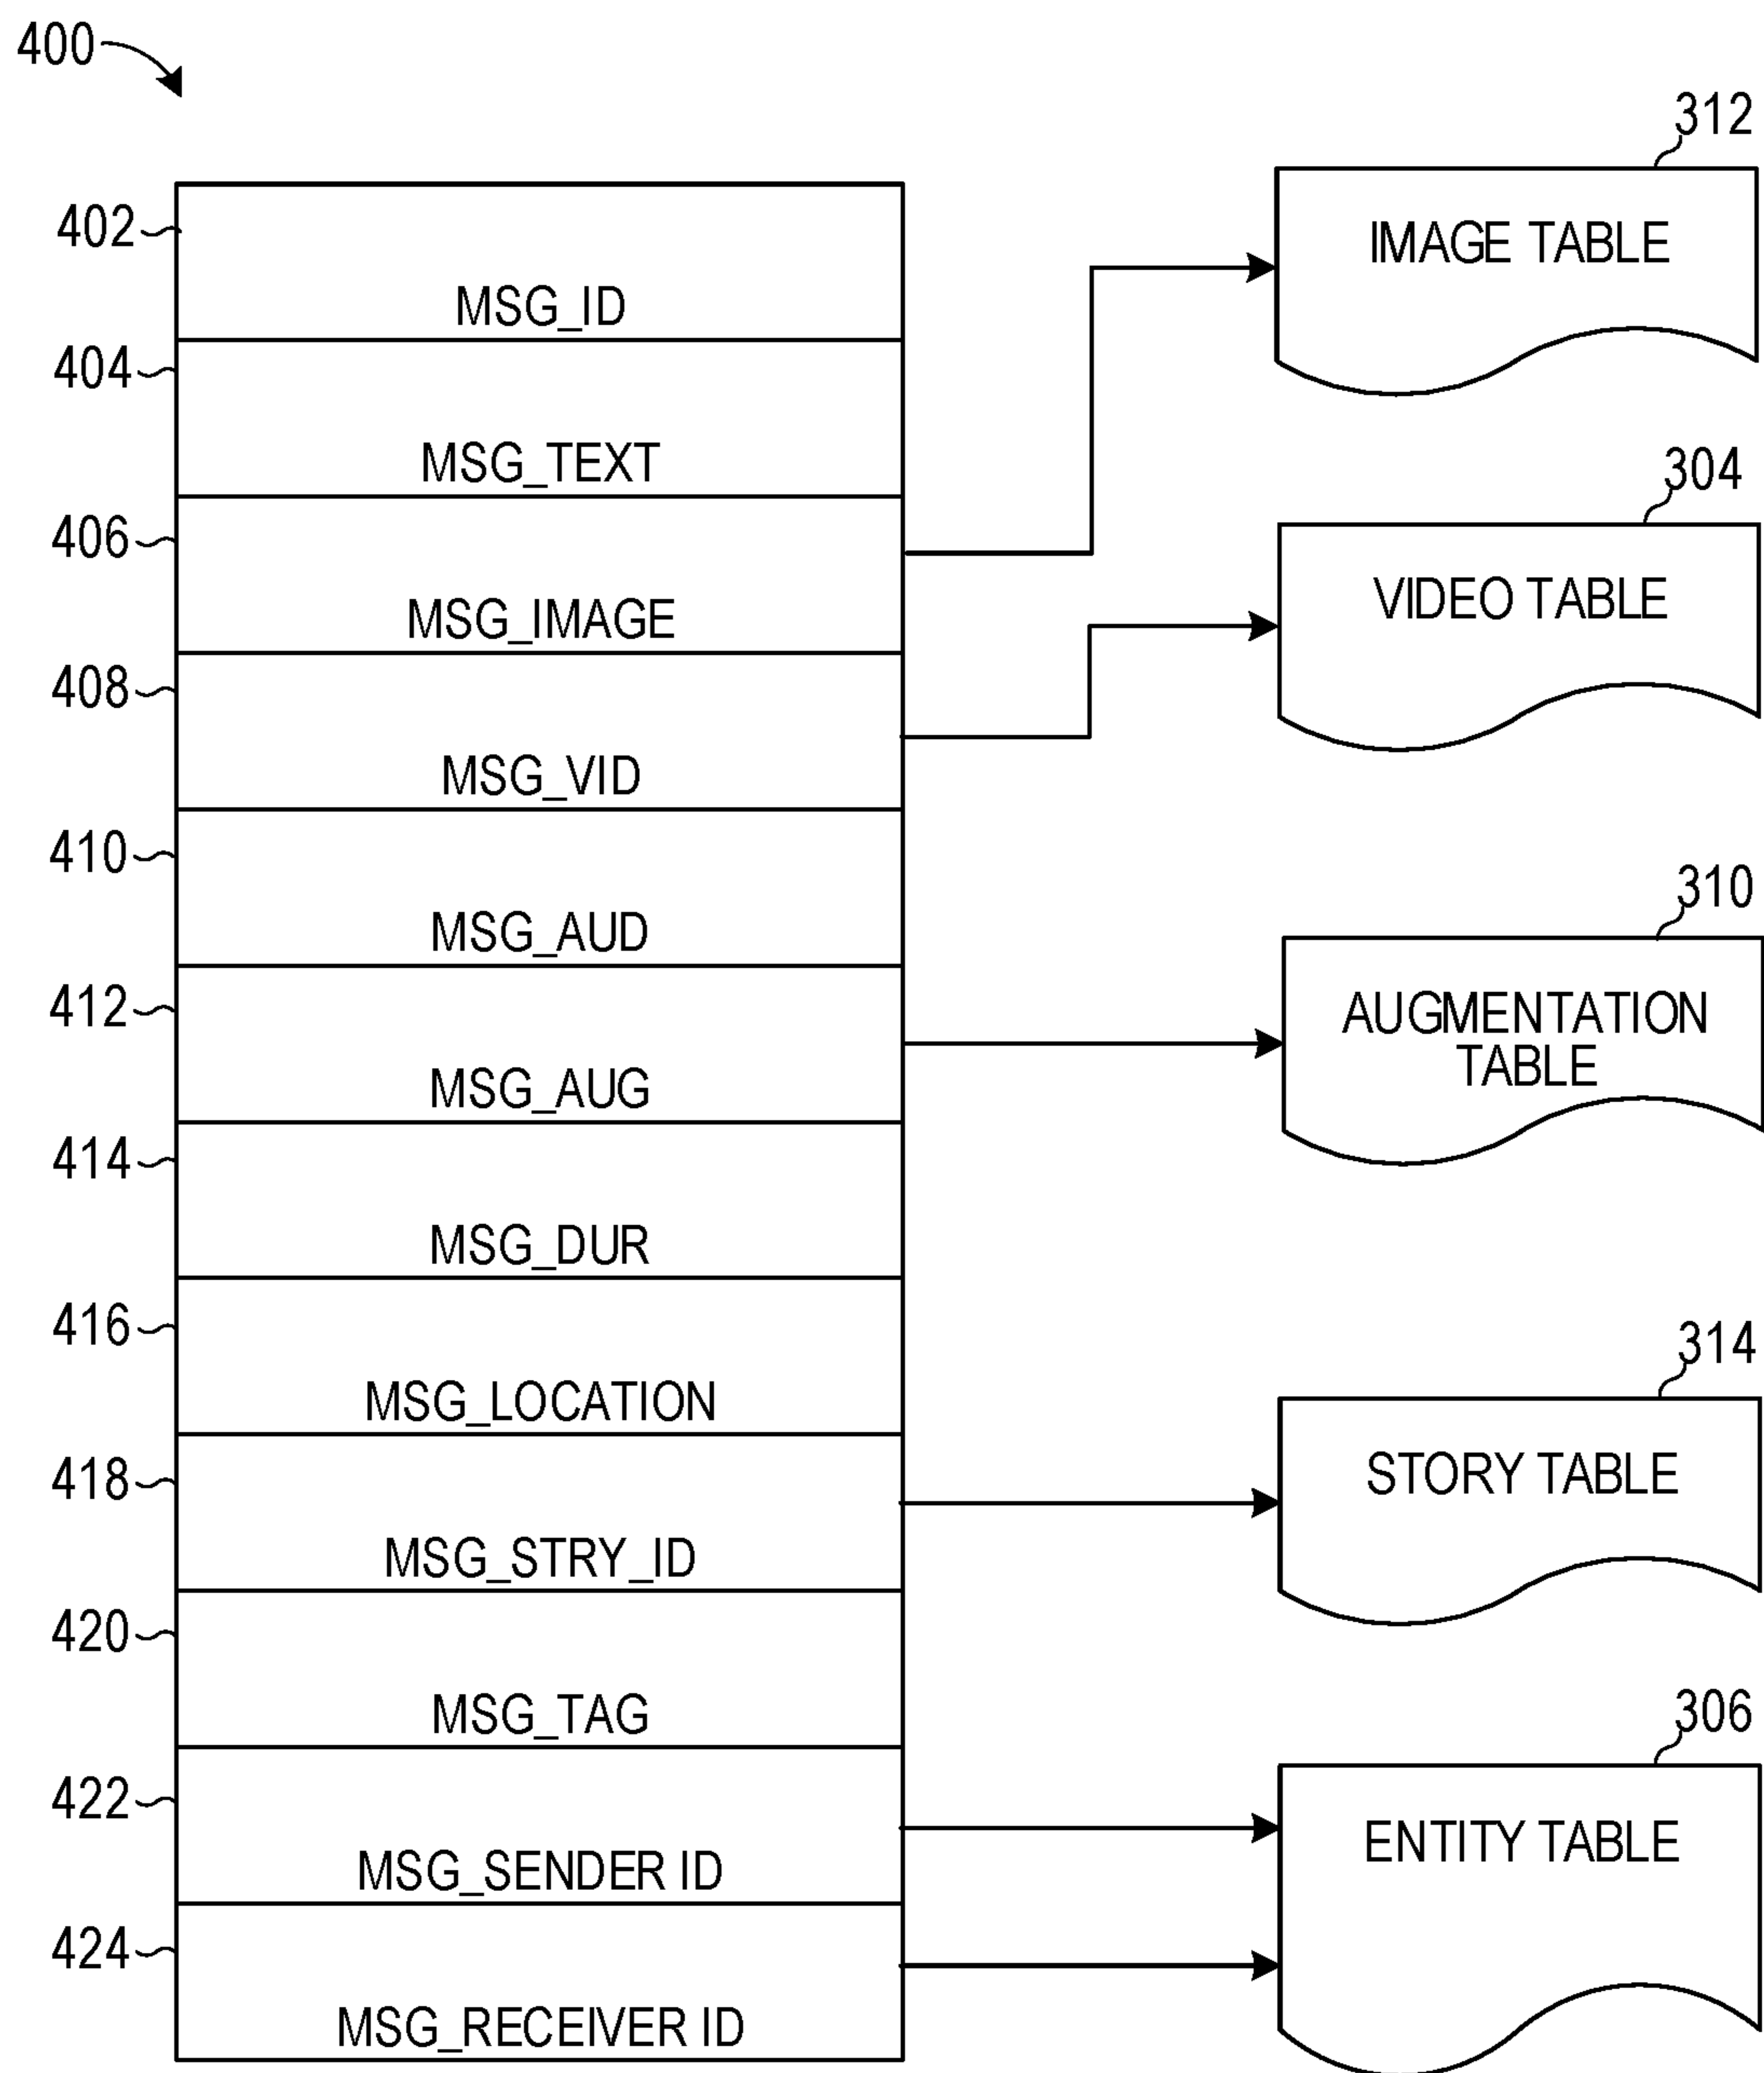 400
402
MSG_ID
404
MSG_TEXT
406
MSG_IMAGE
408
MSG_VID
410
MSG_AUD
412
MSG_AUG
414
MSG_DUR
416
MSG_LOCATION
418
MSG_STRY_ID
420
MSG_TAG
422
MSG_SENDER ID
424
MSG_RECEIVER ID
312
IMAGE TABLE
304
VIDEO TABLE
310
AUGMENTATION
TABLE
314
STORY TABLE
306
ENTITY TABLE